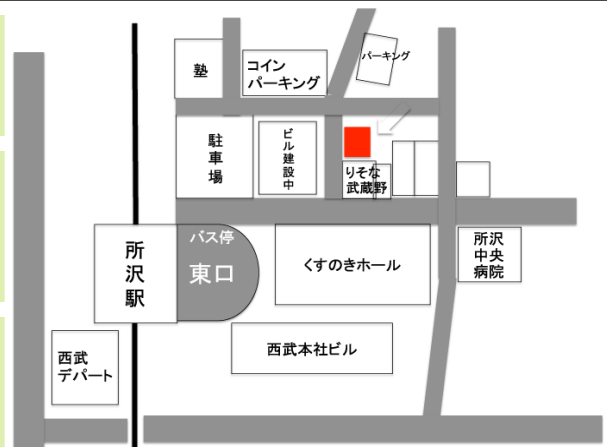 塾
コイン
パーキング
パーキング
駐車場
ビル建設中
りそな
武蔵野
バス停
東口
所沢駅
くすのきホール
所沢
中央
病院
西武本社ビル
西武
デパート